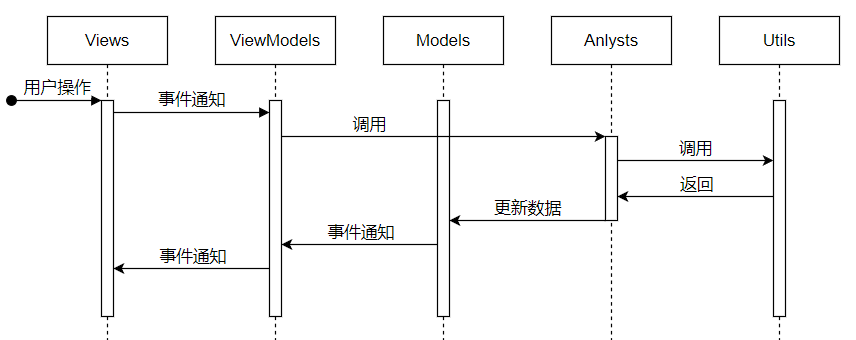 Views
ViewModels
Models
Anlysts
Utils
用户操作
事件通知
调用
调用
返回
更新数据
事件通知
事件通知